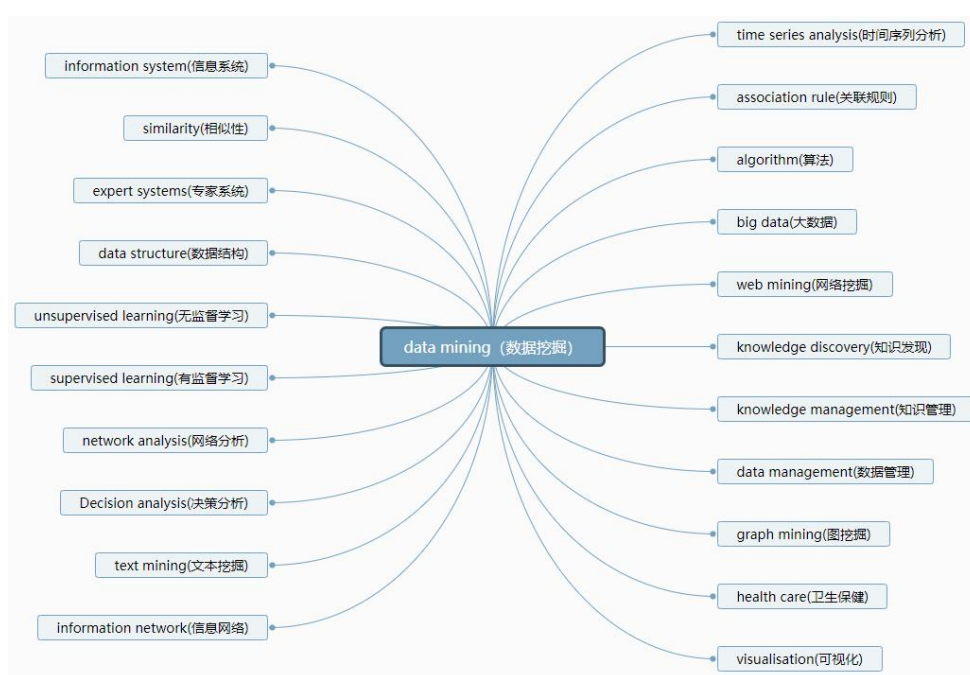 information system(信息系统)
similarity(相似性)
expert systems(专家系统)
data structure(数据结构)
unsupervised learning(无监督学习)
supervised learning(有监督学习)
network analysis(网络分析)
Decision analysis(决策分析)
text mining(文本挖掘)
information network(信息网络)
data mining（数据挖掘）
time series analysis(时间序列分析)
association rule(关联规则)
algorithm(算法)
big data(大数据)
web mining(网络挖掘)
knowledge discovery(知识发现)
knowledge management(知识管理)
data management(数据管理)
graph mining(图挖掘)
health care(卫生保健)
visualisation(可视化)